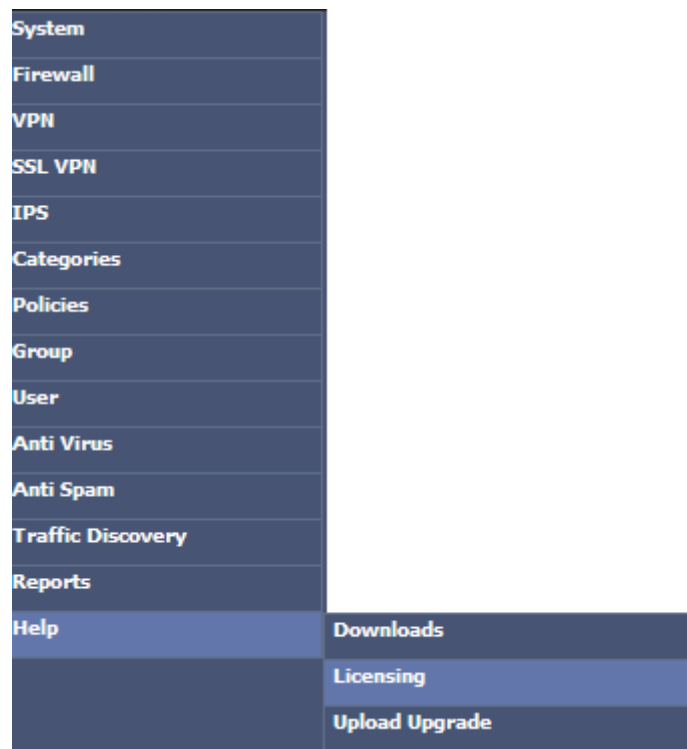 System
Firewall
VPN
SSL VPN
IPS
Categories
Policies
Group
User
Anti Virus
Anti Spam
Traffic Discovery
Reports
Help
Downloads
Licensing
Upload Upgrade